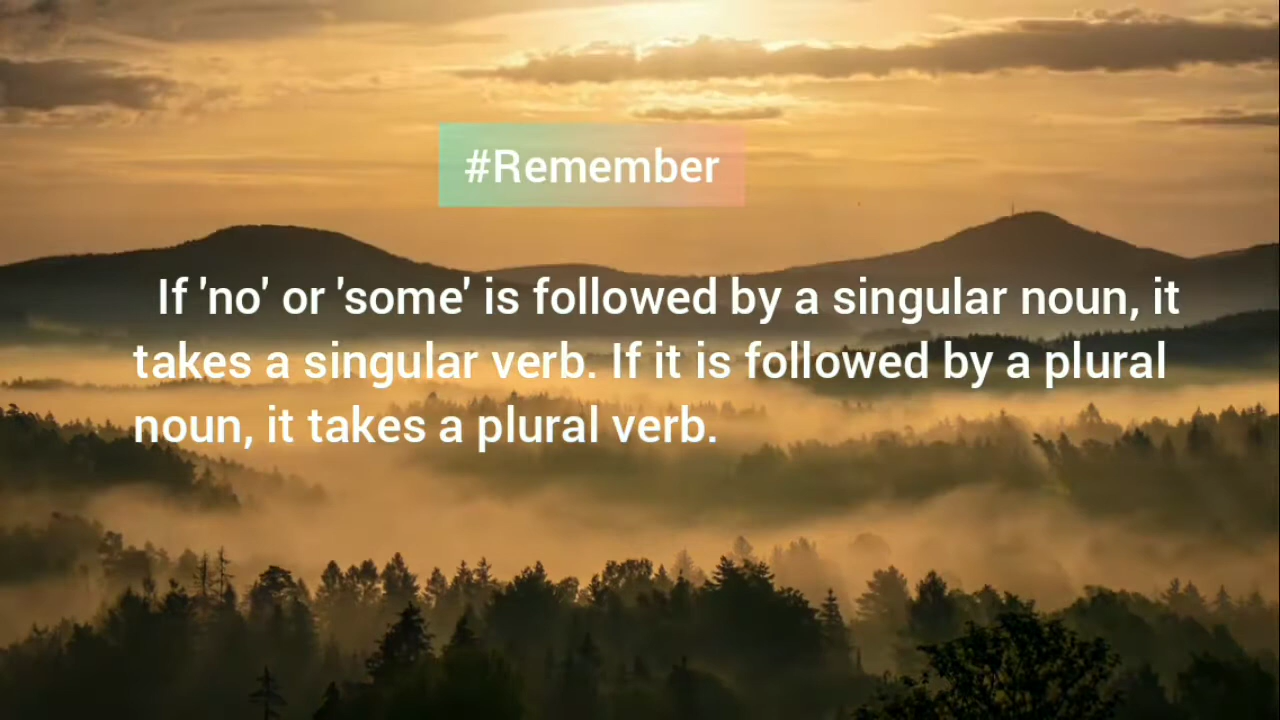 #Remember
If 'no' or 'some' is followed by a singular noun, it
takes a singular verb. If it is followed by a plural
noun, it takes a plural verb.